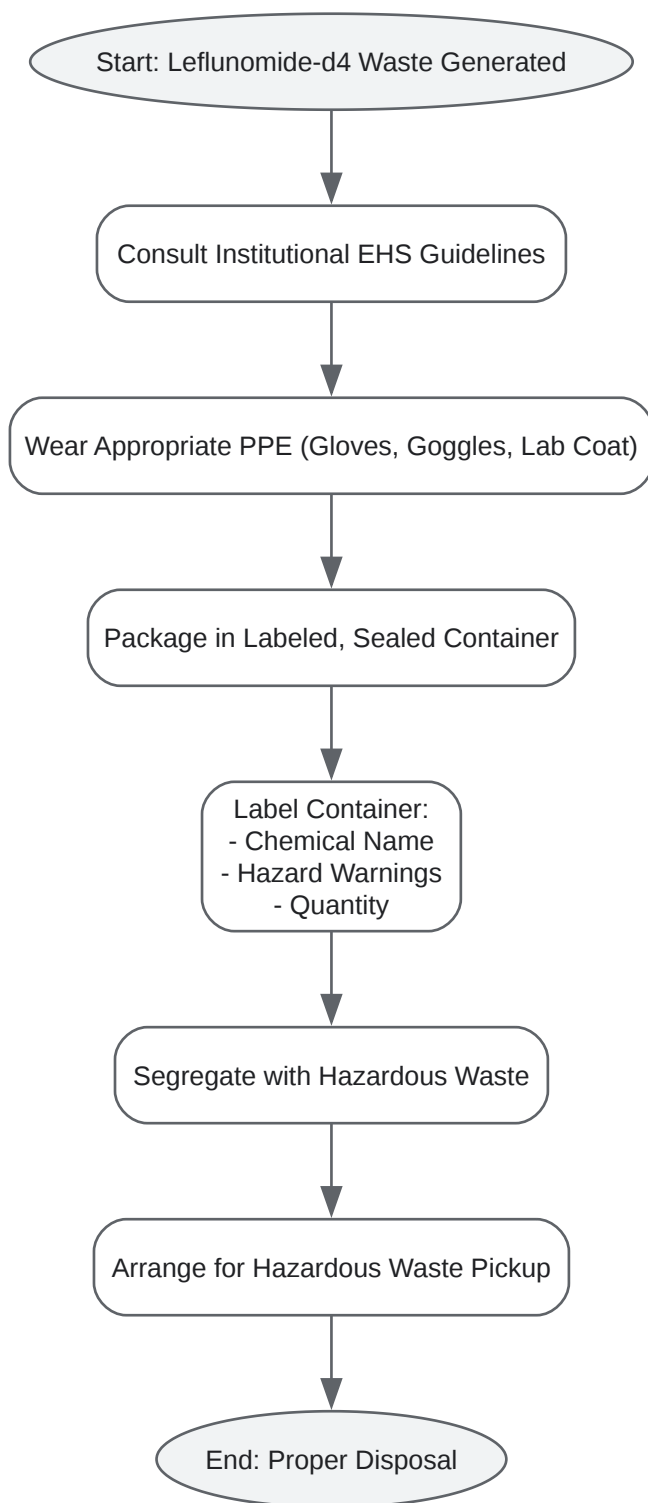 Start: Leflunomide-d4 Waste Generated
Consult Institutional EHS Guidelines
Wear Appropriate PPE (Gloves, Goggles, Lab Coat)
Package in Labeled, Sealed Container
Label Container:
- Chemical Name
- Hazard Warnings
- Quantity
Segregate with Hazardous Waste
Arrange for Hazardous Waste Pickup
End: Proper Disposal